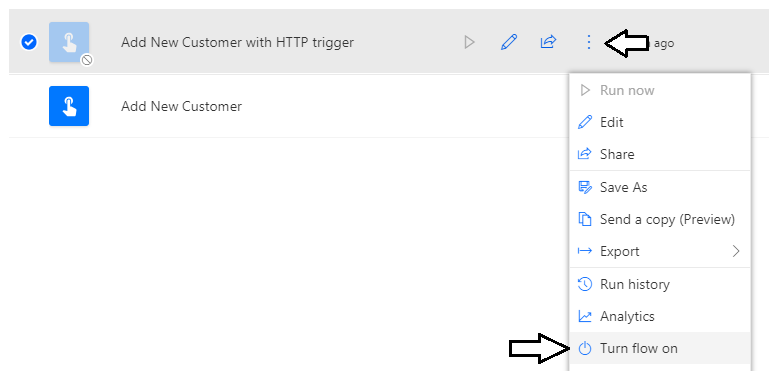 Add New Customer with HTTP trigger
ago
Run now
Add New Customer
Edit
Share
Save As
Send a copy (Preview)
Export
Run history
Analytics
Turn flow on